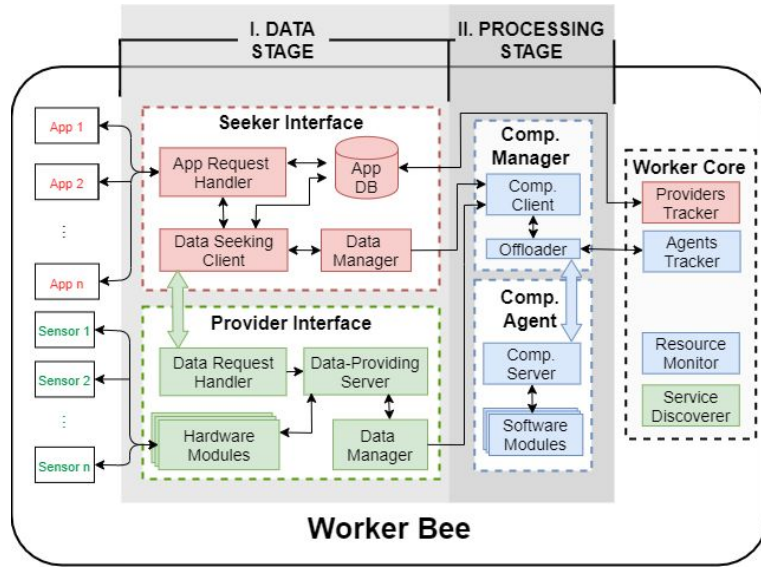 I. DATA
STAGE
II. PROCESSING
STAGE
App 1
App 2
⋮
App n
Sensor 1
Sensor 2
⋮
Sensor n
Seeker Interface
App Request
Handler
App
DB
Data Seeking
Client
Data
Manager
Provider Interface
Data Request
Handler
Data-Providing
Server
Hardware
Modules
Data
Manager
Comp.
Manager
Comp.
Client
Offloader
Comp.
Agent
Comp.
Server
Software
Modules
Worker Core
Providers
Tracker
Agents
Tracker
Resource
Monitor
Service
Discoverer
Worker Bee